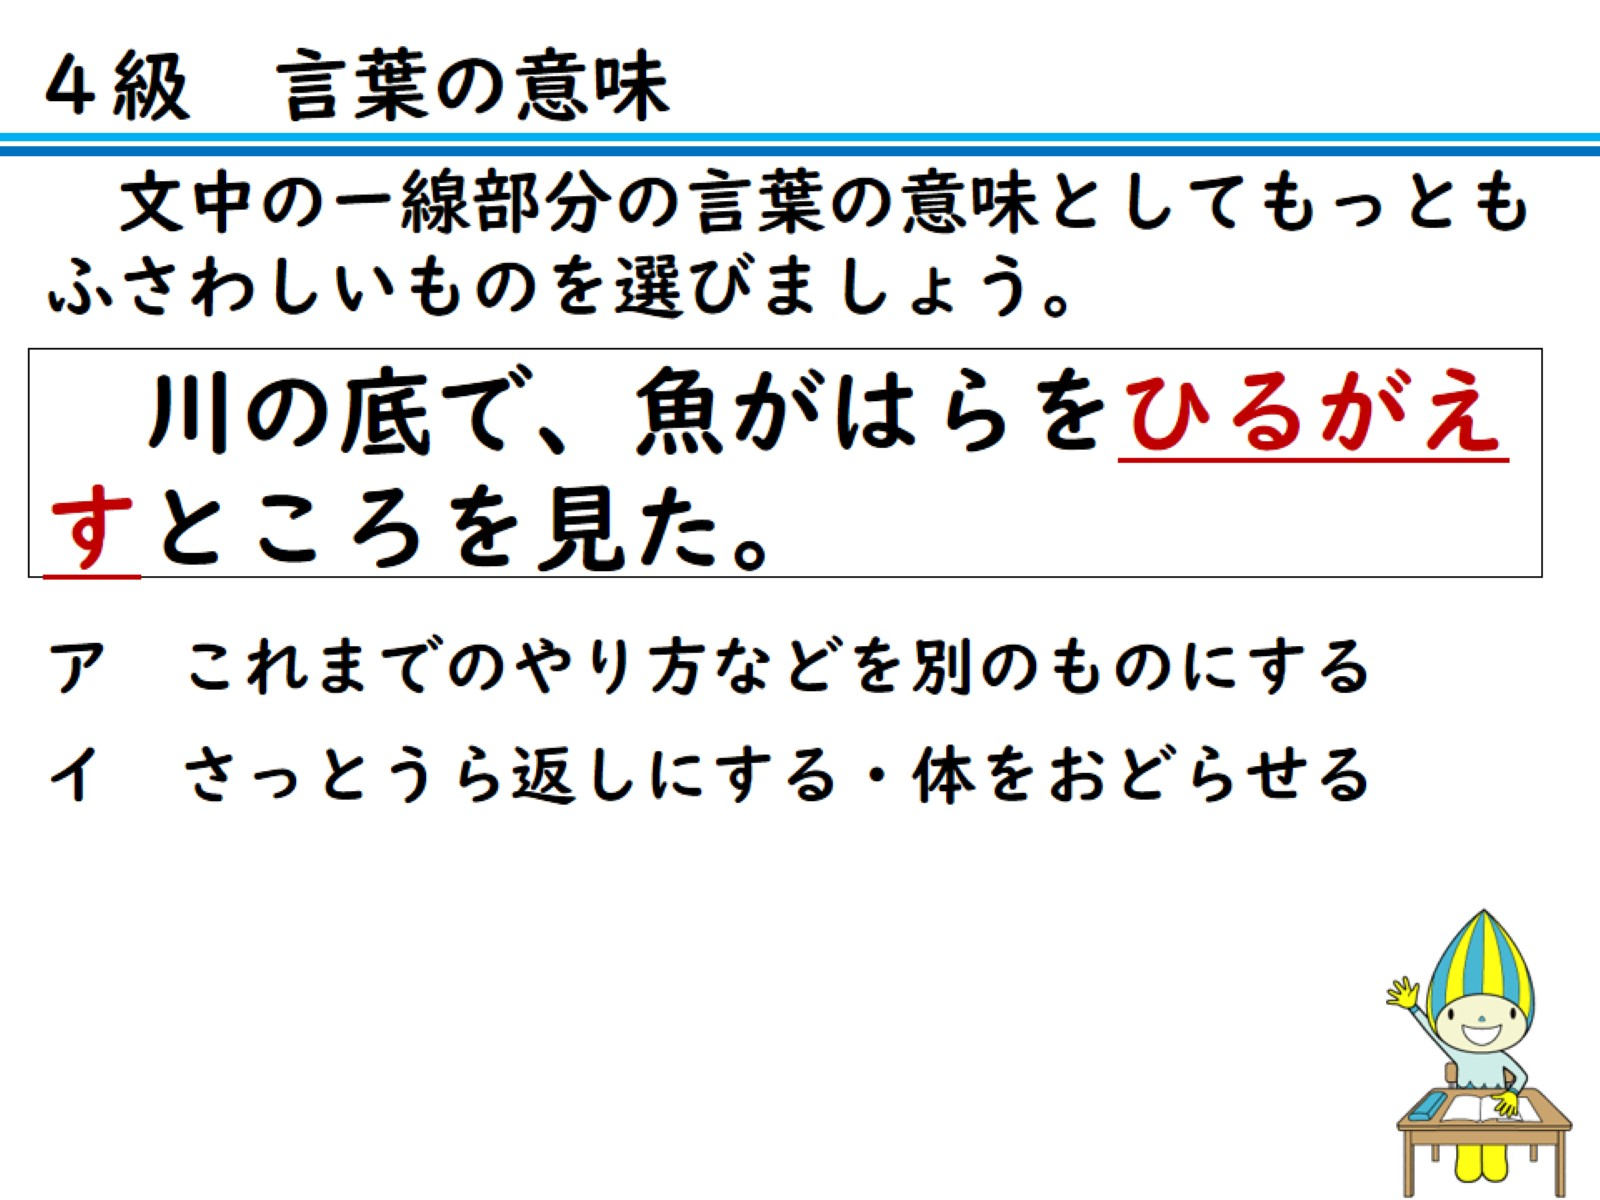 ４級　言葉の意味
文中の一線部分の言葉の意味としてもっとも
ふさわしいものを選びましょう。
川の底で、魚がはらをひるがえ
すところを見た。
ア　これまでのやり方などを別のものにする
イ　さっとうら返しにする・体をおどらせる